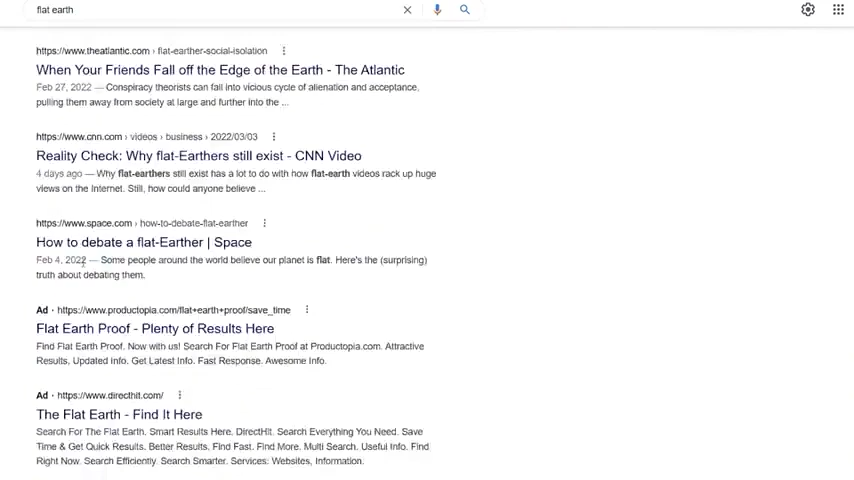 flat earth
https://www.theatlantic.com › flat-earther-social-isolation
When Your Friends Fall off the Edge of the Earth - The Atlantic
Feb 27, 2022 — Conspiracy theorists can fall into vicious cycle of alienation and acceptance,
pulling them away from society at large and further into the ...
https://www.cnn.com › videos › business › 2022/03/03
Reality Check: Why flat-Earthers still exist - CNN Video
4 days ago — Why flat-earthers still exist has a lot to do with how flat-earth videos rack up huge
views on the Internet. Still, how could anyone believe ...
https://www.space.com › how-to-debate-flat-earther
How to debate a flat-Earther | Space
Feb 4, 2022 — Some people around the world believe our planet is flat. Here's the (surprising)
truth about debating them.
Ad · https://www.productopia.com/flat+earth+proof/save_time
Flat Earth Proof - Plenty of Results Here
Find Flat Earth Proof. Now with us! Search For Flat Earth Proof at Productopia.com. Attractive
Results, Updated Info. Get Latest Info. Fast Response. Awesome Info.
Ad · https://www.directhit.com/
The Flat Earth - Find It Here
Search For The Flat Earth. Smart Results Here. DirectHit. Search Everything You Need. Save
Time & Get Quick Results. Better Results, Find Fast. Find More. Multi Search. Useful Info. Find
Right Now. Search Efficiently. Search Smarter. Services: Websites, Information.